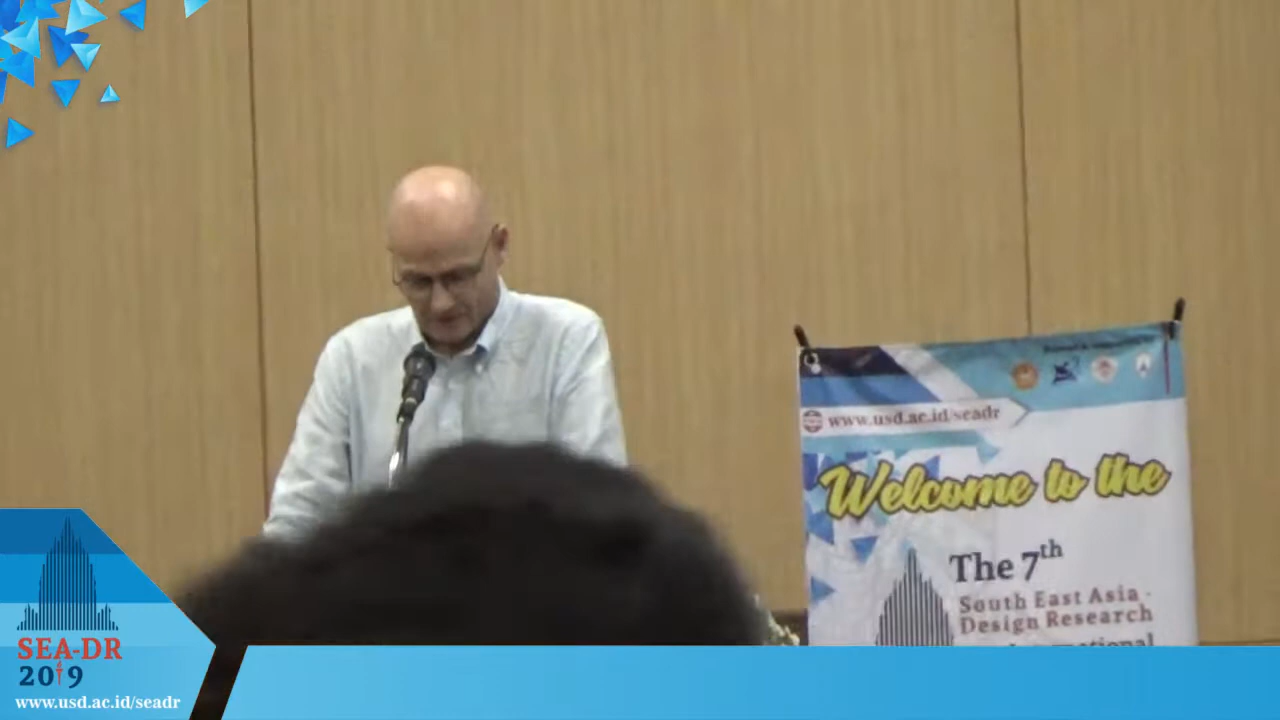 www.usd.ac.id/seadr
Welcome to the
The 7th
South East Asia -
Design Research
SEA-DR
2019
www.usd.ac.id/seadr